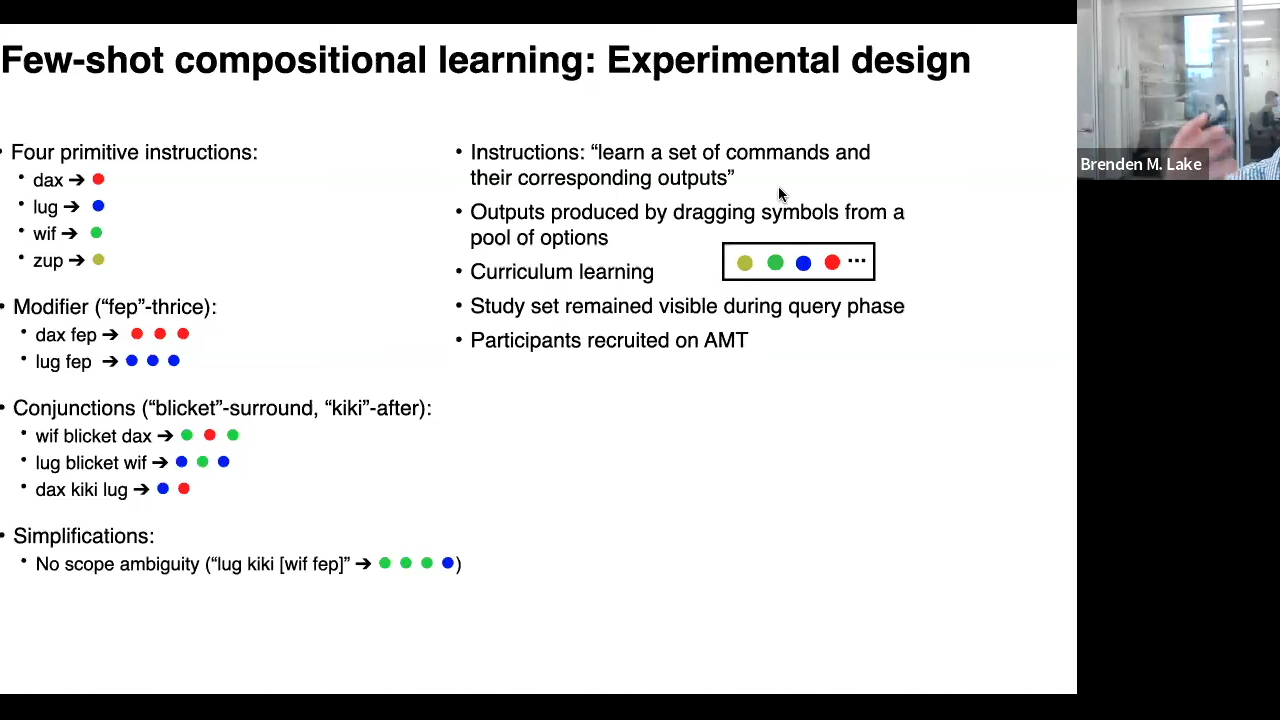 Few-shot compositional learning: Experimental design
Brenden M. Lake
• Four primitive instructions:
• dax ➔
• lug ➔
• wif ➔
• zup ➔
• Modifier (“fep”-thrice):
• dax fep ➔
• lug fep ➔
• Conjunctions (“blicket”-surround, “kiki”-after):
• wif blicket dax ➔
• lug blicket wif ➔
• dax kiki lug ➔
• Simplifications:
• No scope ambiguity (“lug kiki [wif fep]” ➔ )
• Instructions: “learn a set of commands and
their corresponding outputs”
• Outputs produced by dragging symbols from a
pool of options
...
• Curriculum learning
• Study set remained visible during query phase
• Participants recruited on AMT